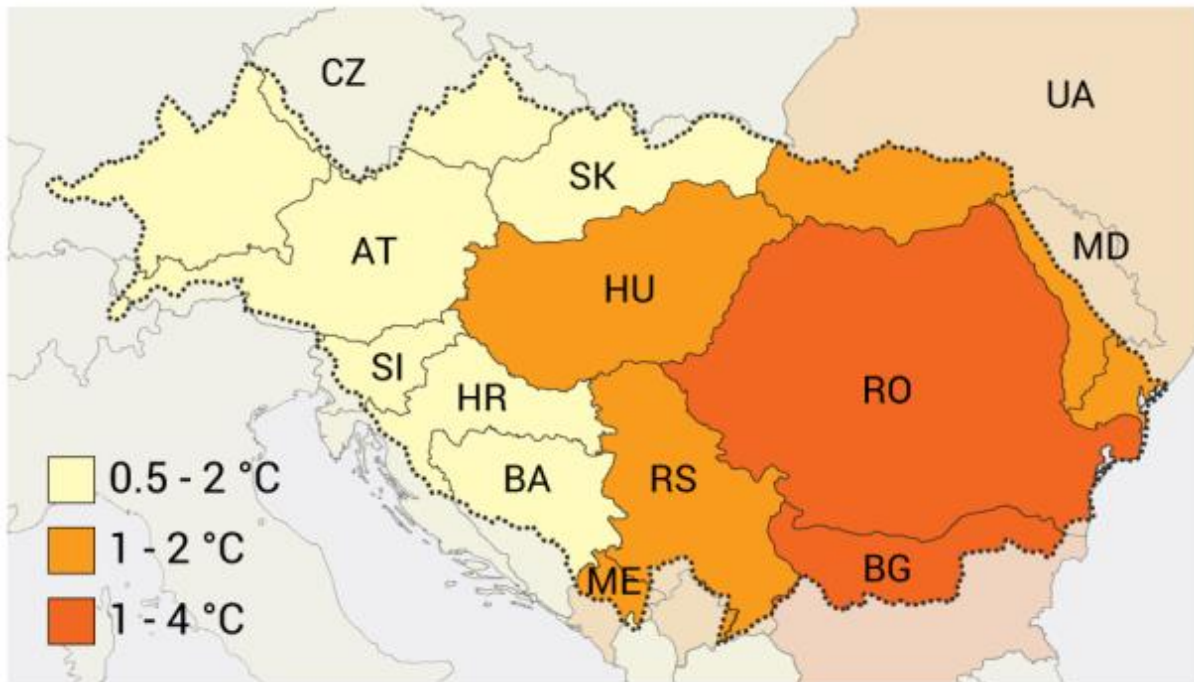 CZ
UA
SK
MD
AT
HU
SI
RO
HR
BA
RS
ME
BG
0.5 - 2 °C
1 - 2 °C
1 - 4 °C